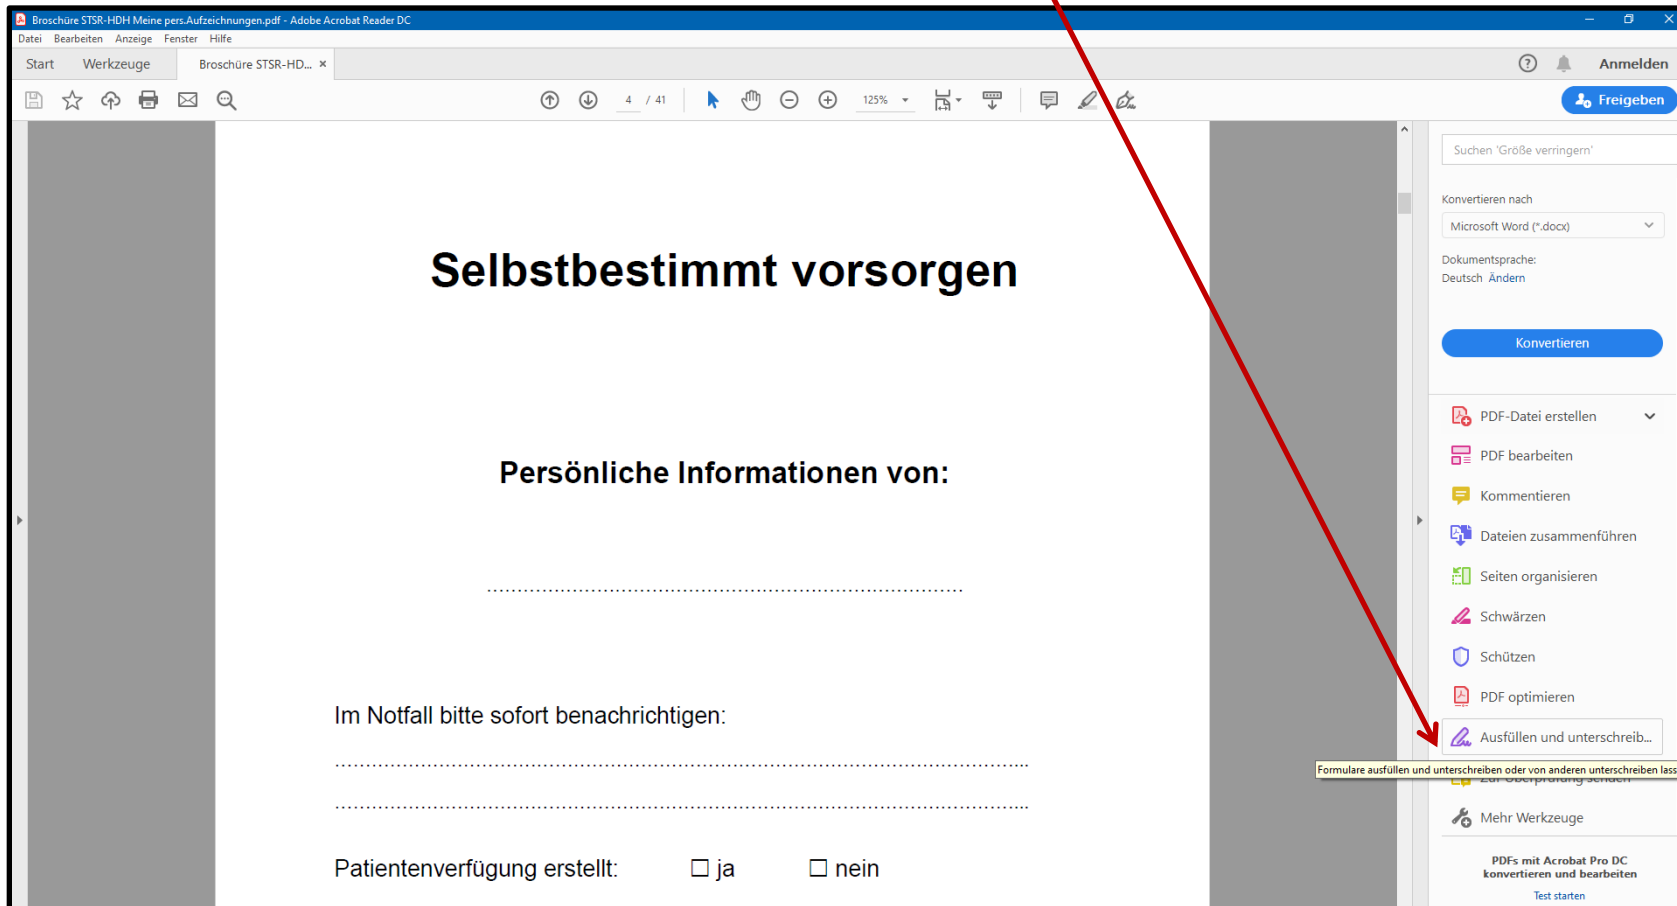 Broschüre STSR-HDH Meine pers.Aufzeichnungen.pdf - Adobe Acrobat Reader DC
Datei Bearbeiten Anzeige Fenster Hilfe
Start Werkzeuge Broschüre STSR-HD... × Anmelden
4 / 41 125% Freigeben
Suchen 'Größe verringern'
Konvertieren nach
Microsoft Word (*.docx)
Dokumentsprache:
Deutsch Ändern
Konvertieren
PDF-Datei erstellen
PDF bearbeiten
Kommentieren
Dateien zusammenführen
Seiten organisieren
Schwärzen
Schützen
PDF optimieren
Ausfüllen und unterschreib...
Formulare ausfüllen und unterschreiben oder von anderen unterschreiben lass
Zur Überprüfung senden
Mehr Werkzeuge
PDFs mit Acrobat Pro DC
konvertieren und bearbeiten
Test starten
Selbstbestimmt vorsorgen
Persönliche Informationen von:
Im Notfall bitte sofort benachrichtigen:
Patientenverfügung erstellt: ☐ ja ☐ nein